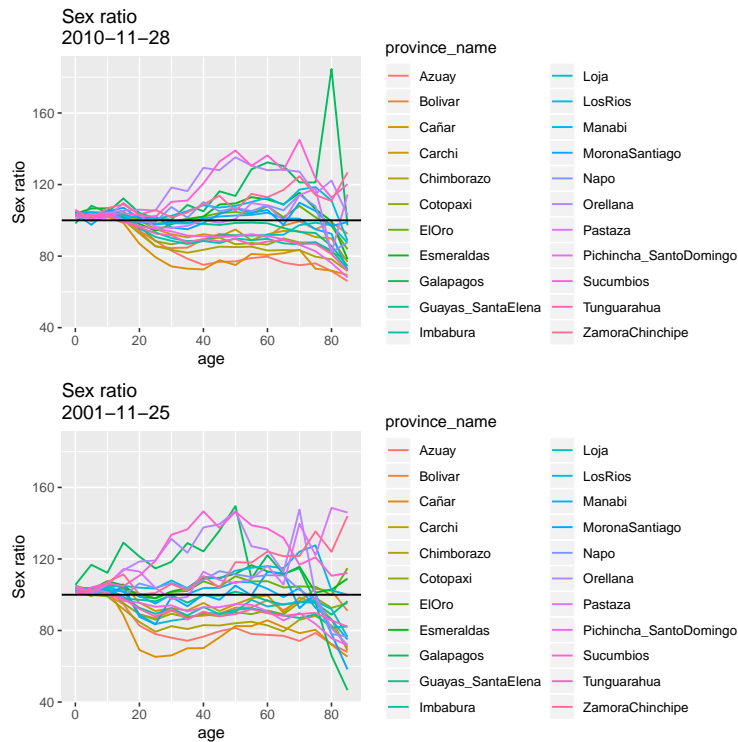 Sex ratio
2010−11−28
Sex ratio
160
120
100
80
40
0
20
40
60
80
age
province_name
Azuay
Bolivar
Cañar
Carchi
Chimborazo
Cotopaxi
ElOro
Esmeraldas
Galapagos
Guayas_SantaElena
Imbabura
Loja
LosRios
Manabi
MoronaSantiago
Napo
Orellana
Pastaza
Pichincha_SantoDomingo
Sucumbios
Tunguarahua
ZamoraChinchipe
Sex ratio
2001−11−25
Sex ratio
160
120
100
80
40
0
20
40
60
80
age
province_name
Azuay
Bolivar
Cañar
Carchi
Chimborazo
Cotopaxi
ElOro
Esmeraldas
Galapagos
Guayas_SantaElena
Imbabura
Loja
LosRios
Manabi
MoronaSantiago
Napo
Orellana
Pastaza
Pichincha_SantoDomingo
Sucumbios
Tunguarahua
ZamoraChinchipe